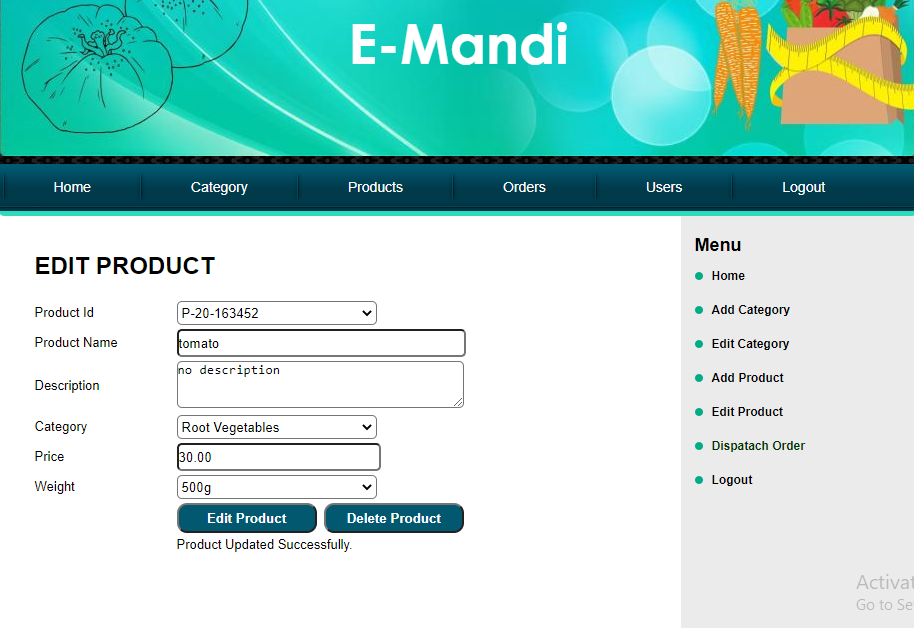 E-Mandi
Home Category Products Orders Users Logout
EDIT PRODUCT
Product Id P-20-163452
Product Name tomato
Description no description
Category Root Vegetables
Price 30.00
Weight 500g
Edit Product Delete Product
Product Updated Successfully.
Menu
Home
Add Category
Edit Category
Add Product
Edit Product
Dispatach Order
Logout
Activat
Go to Se